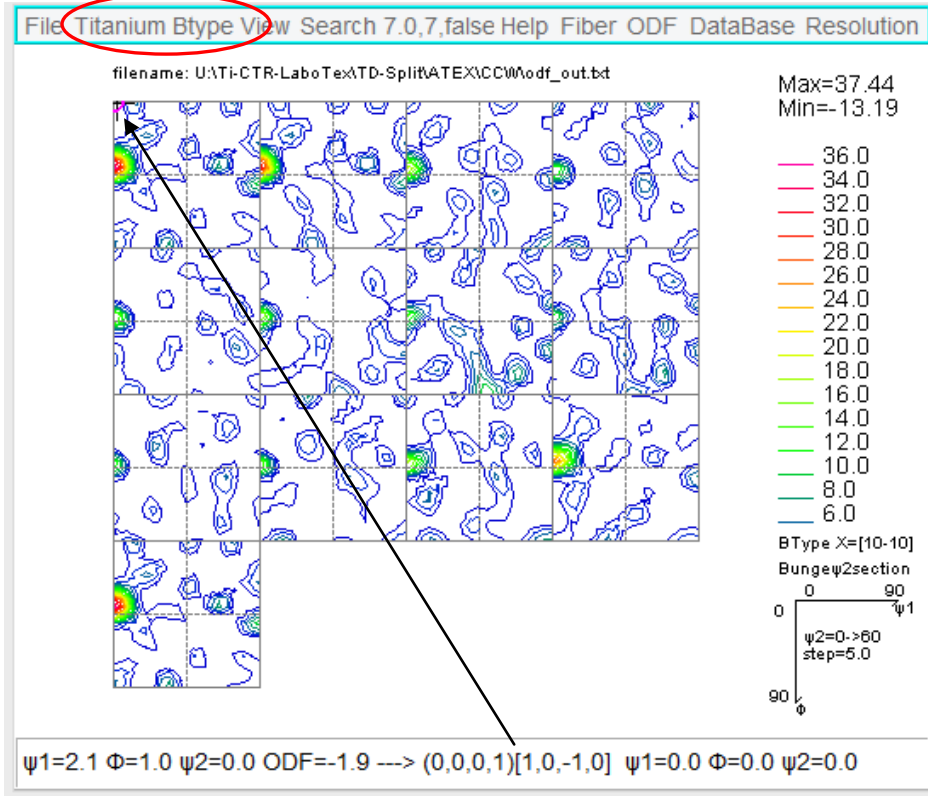 File Titanium Btype View Search 7.0,7,false Help Fiber ODF DataBase Resolution
filename: U:\Ti-CTR-LaboTex\TD-Split\ATEX\CCW\odf_out.txt
Max=37.44
Min=-13.19
36.0
34.0
32.0
30.0
28.0
26.0
24.0
22.0
20.0
18.0
16.0
14.0
12.0
10.0
8.0
6.0
BType X=[10-10]
Bungeψ2section
0 90
0 ψ1
ψ2=0->60
step=5.0
90
Φ
ψ1=2.1 Φ=1.0 ψ2=0.0 ODF=-1.9 ---> (0,0,0,1)[1,0,-1,0] ψ1=0.0 Φ=0.0 ψ2=0.0